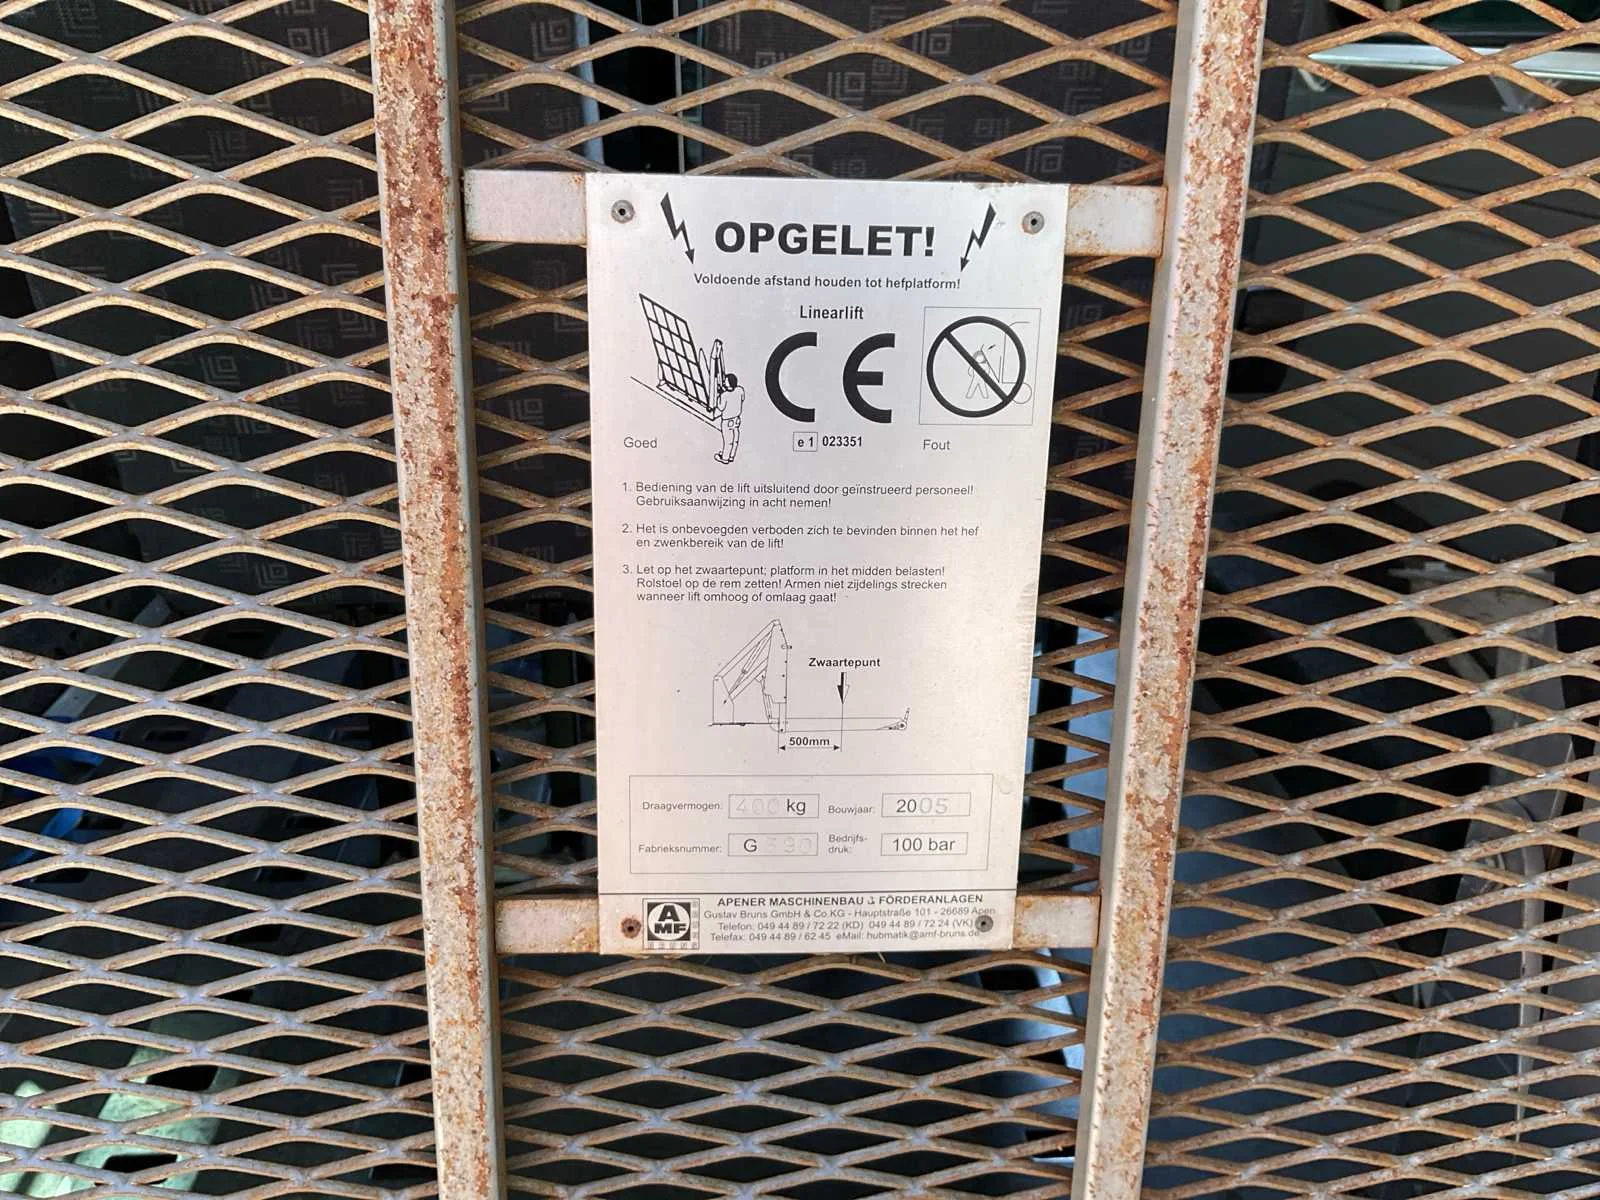 OPGELET!
Voldoende afstand houden tot hefplatform!
Linearlift
CE
Goed
e 1 023351
Fout
1. Bediening van de lift uitsluitend door geïnstrueerd personeel!
Gebruiksaanwijzing in acht nemen!
2. Het is onbevoegden verboden zich te bevinden binnen het hef
en zwenkbereik van de lift!
3. Let op het zwaartepunt; platform in het midden belasten!
Rolstoel op de rem zetten! Armen niet zijdelings strecken
wanneer lift omhoog of omlaag gaat!
Zwaartepunt
500mm
Draagvermogen: 400 kg Bouwjaar: 2005
Fabrieksnummer: G 390 Bedrijfs-
druk: 100 bar
APENER MASCHINENBAU & FÖRDERANLAGEN
Gustav Bruns GmbH & Co.KG - Hauptstraße 101 - 26689 Apen
Telefon: 049 44 89 / 72 22 (KD) 049 44 89 / 72 24 (VK)
Telefax: 049 44 89 / 62 45 eMail: hubmatik@amf-bruns.de
AMF